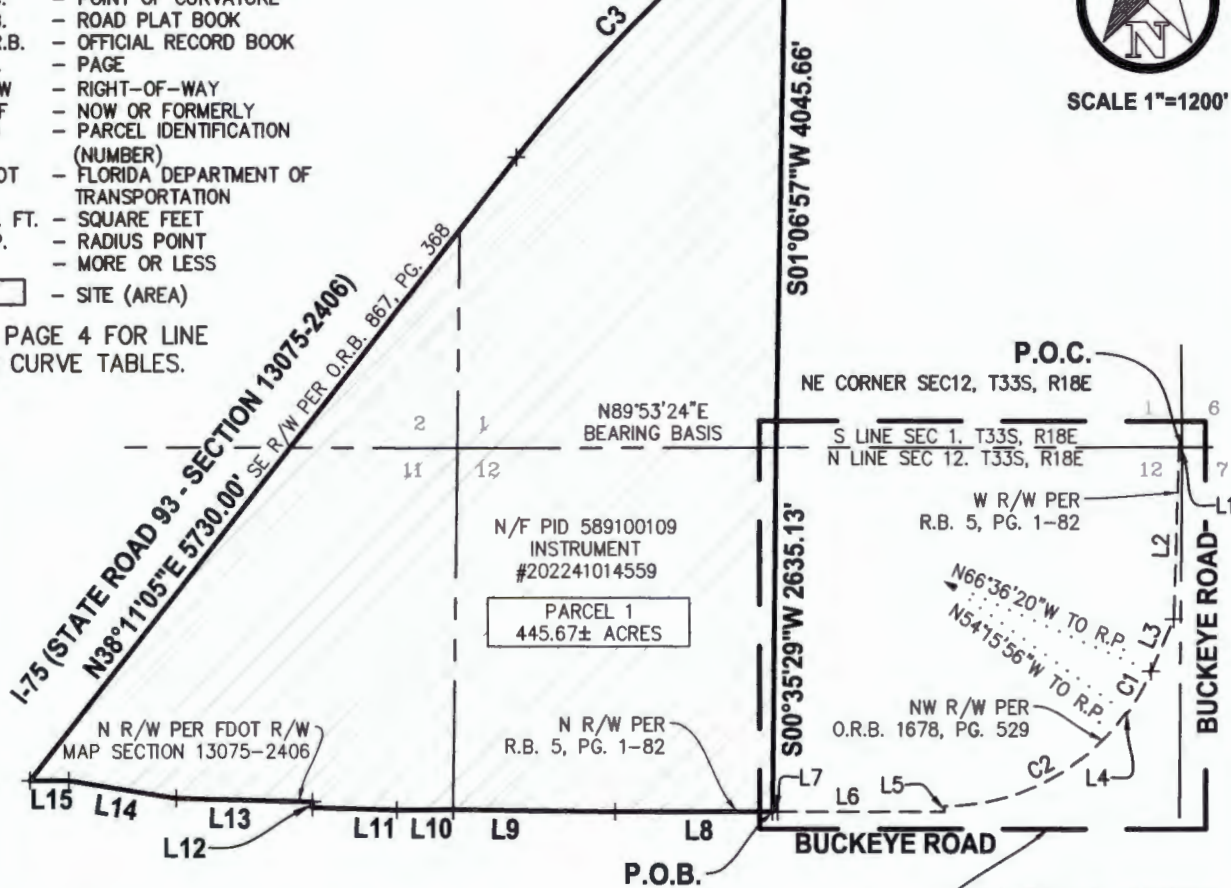 - POINT OF CURVATURE
- ROAD PLAT BOOK
- OFFICIAL RECORD BOOK
- PAGE
- RIGHT-OF-WAY
- NOW OR FORMERLY
- PARCEL IDENTIFICATION
(NUMBER)
- FLORIDA DEPARTMENT OF
TRANSPORTATION
FT. - SQUARE FEET
- RADIUS POINT
- MORE OR LESS
- SITE (AREA)
PAGE 4 FOR LINE
CURVE TABLES.
N
SCALE 1"=1200'
C3
S01°06'57"W 4045.66'
I-75 (STATE ROAD 93 - SECTION 13075-2406)
N38°11'05"E 5730.00' SE R/W PER O.R.B. 867, PG. 368
P.O.C.
NE CORNER SEC12, T33S, R18E
2 1
11 12
N89°53'24"E
BEARING BASIS
S LINE SEC 1. T33S, R18E
N LINE SEC 12. T33S, R18E
1 6
12 7
W R/W PER
R.B. 5, PG. 1-82
L1
L2
N/F PID 589100109
INSTRUMENT
#202241014559
PARCEL 1
445.67± ACRES
S00°35'29"W 2635.13'
N66°36'20"W TO R.P.
N54°15'56"W TO R.P.
L3
C1
BUCKEYE ROAD
NW R/W PER
O.R.B. 1678, PG. 529
N R/W PER FDOT R/W
MAP SECTION 13075-2406
N R/W PER
R.B. 5, PG. 1-82
C2
L4
L5
L6
L7
L15
L14
L13
L12
L11
L10
L9
L8
BUCKEYE ROAD
P.O.B.